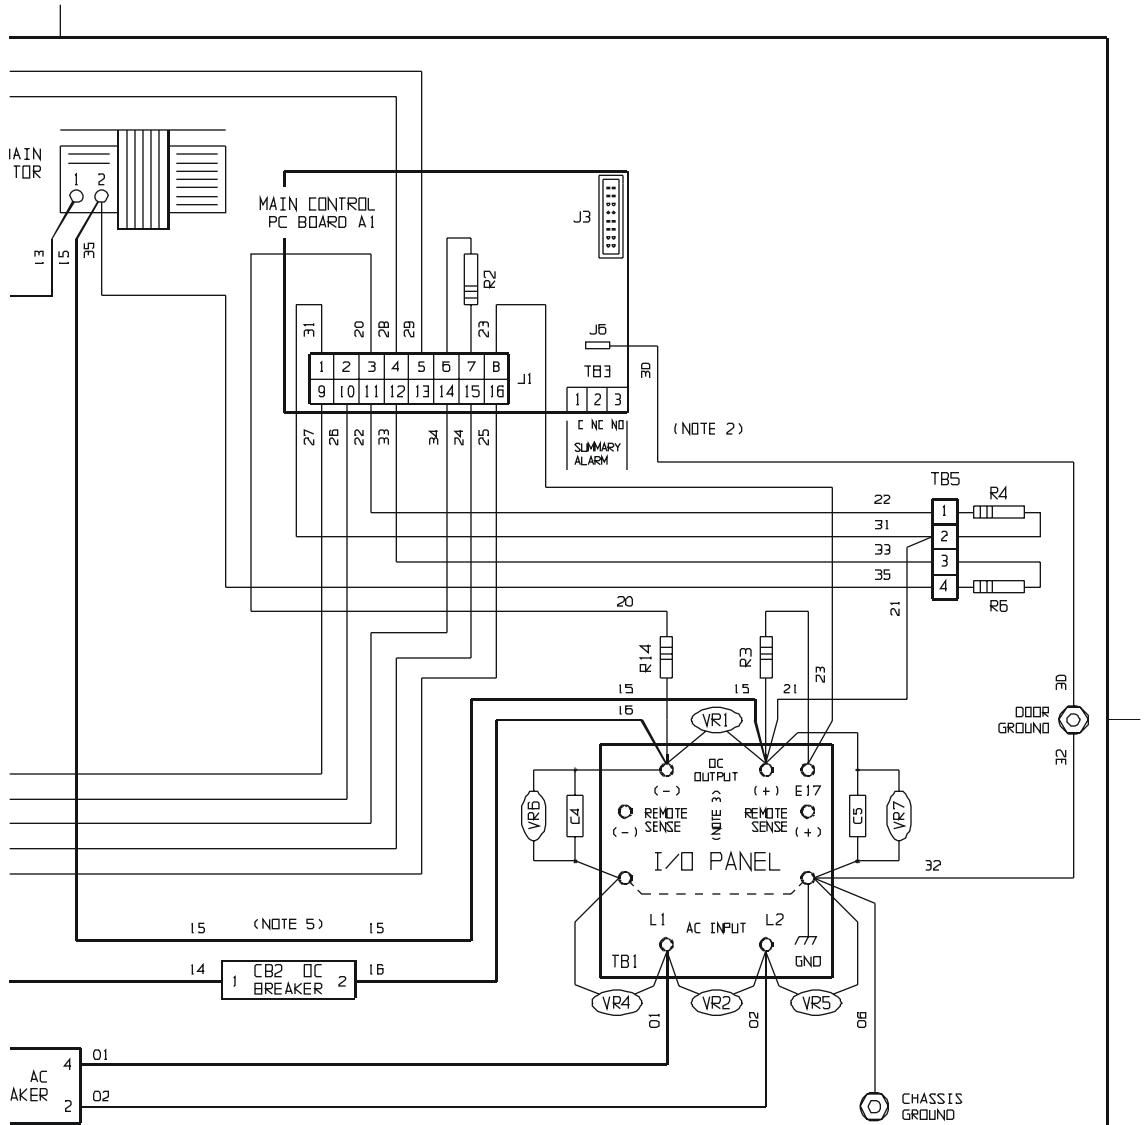 AIN
TOR
1 2
13
15
35
MAIN CONTROL
PC BOARD A1
J3
R2
31
20
28
29
23
J6
30
TB3
1 2 3 4 5 6 7 8
9 10 11 12 13 14 15 16
J1
1 2 3
C NC NO
SUMMARY
ALARM
(NOTE 2)
27
26
22
33
34
24
25
TB5
R4
22
1
31
2
33
3
35
4
R6
21
20
R14
R3
23
15
15
21
16
VR1
30
DOOR
GROUND
32
DC
OUTPUT
(-)
(+)
E17
(NOTE 3)
REMOTE
SENSE
(-)
REMOTE
SENSE
(+)
VR6
C4
C5
VR7
I/O PANEL
32
15
(NOTE 5)
15
L1
AC INPUT
L2
TB1
GND
14
1
CB2 DC
BREAKER
2
16
VR4
VR2
VR5
01
02
06
01
4
AC
AKER
2
02
CHASSIS
GROUND